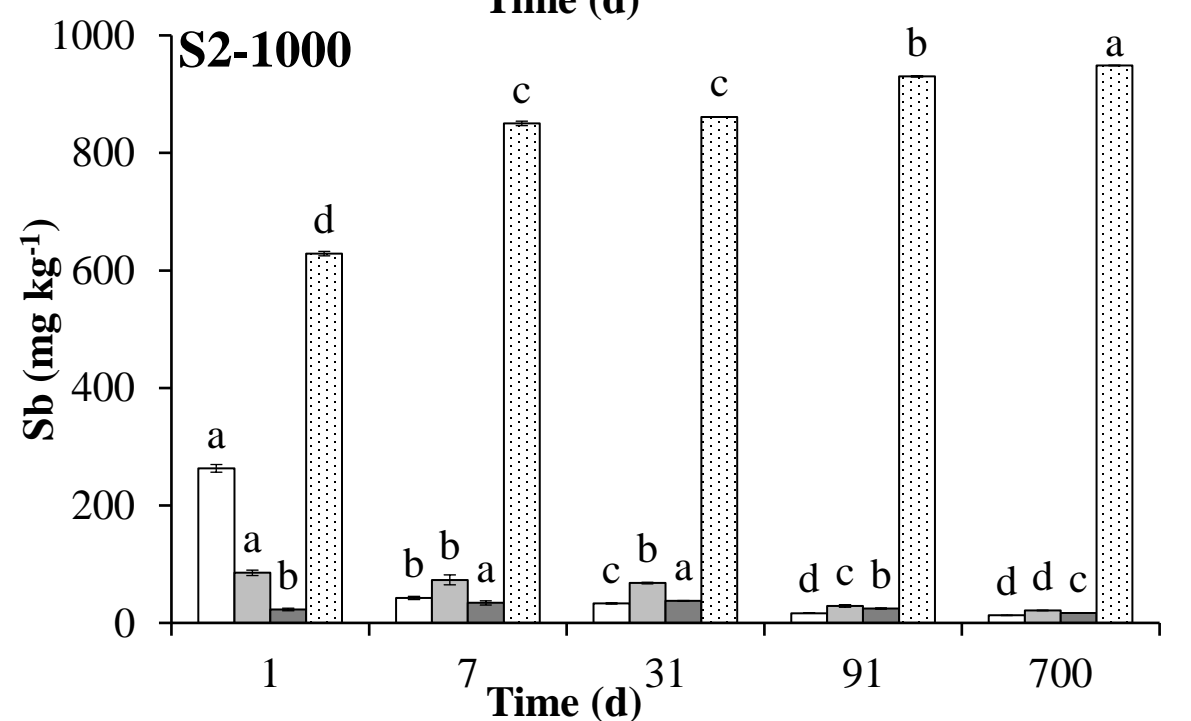 Time (d)
S2-1000
Sb (mg kg⁻¹)
1000
800
600
400
200
0
a a b d
b b a c
c b a c
d c b b
d d c a
1 7 31 91 700
Time (d)